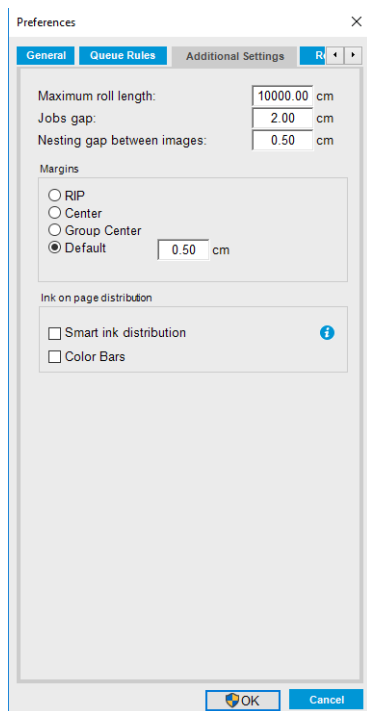 Preferences
General Queue Rules Additional Settings
Maximum roll length: 10000.00 cm
Jobs gap: 2.00 cm
Nesting gap between images: 0.50 cm
Margins
RIP
Center
Group Center
Default 0.50 cm
Ink on page distribution
Smart ink distribution
Color Bars
OK Cancel